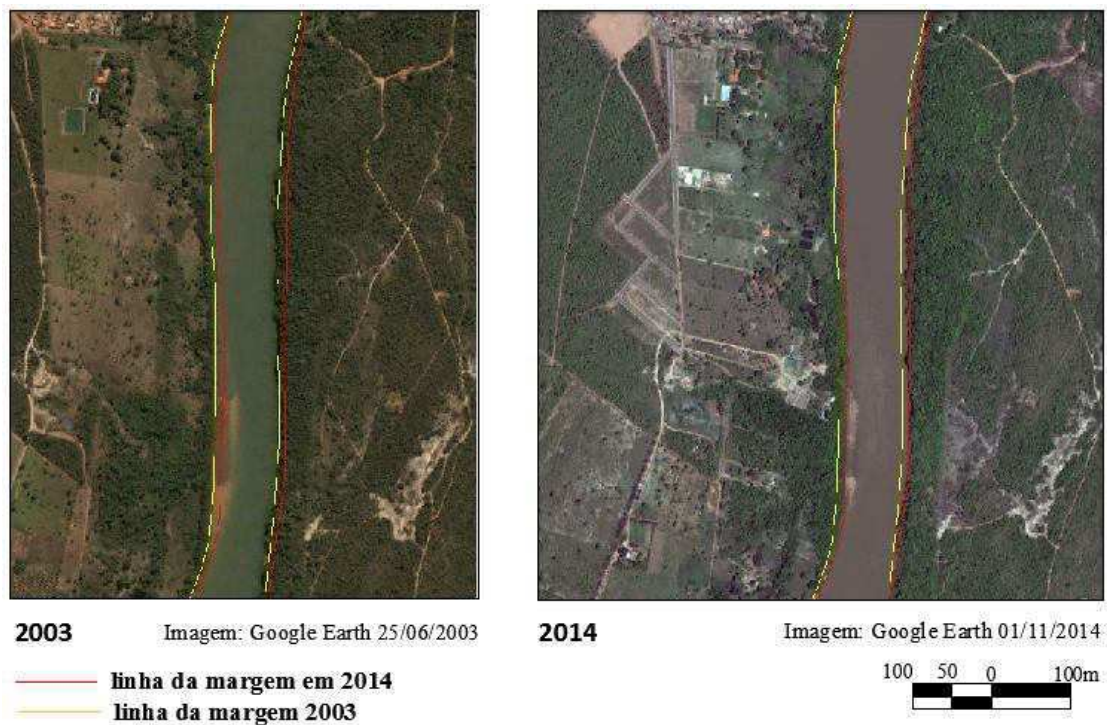 2003
Imagem: Google Earth 25/06/2003
2014
Imagem: Google Earth 01/11/2014
linha da margem em 2014
linha da margem 2003
100 50 0 100m